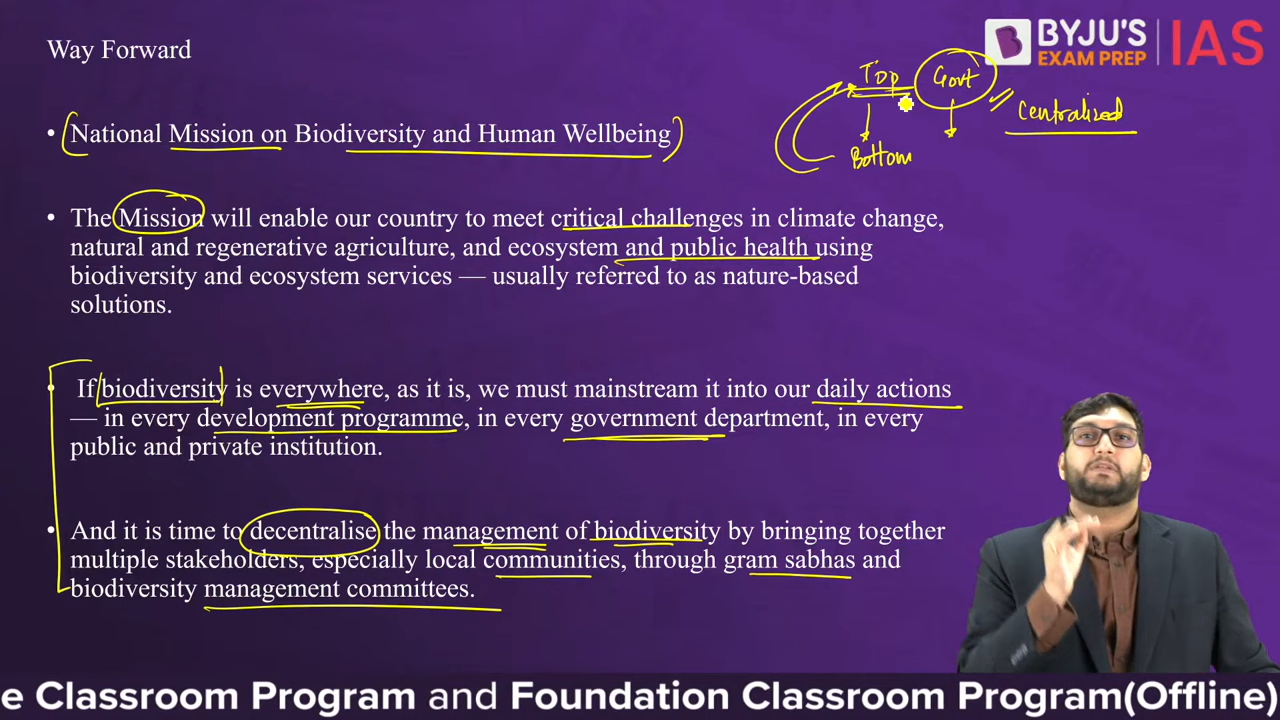 Way Forward
BYJU'S
EXAM PREP
IAS
Top
Govt
Centralized
Bottom
• National Mission on Biodiversity and Human Wellbeing
• The Mission will enable our country to meet critical challenges in climate change,
natural and regenerative agriculture, and ecosystem and public health using
biodiversity and ecosystem services — usually referred to as nature-based
solutions.
• If biodiversity is everywhere, as it is, we must mainstream it into our daily actions
— in every development programme, in every government department, in every
public and private institution.
• And it is time to decentralise the management of biodiversity by bringing together
multiple stakeholders, especially local communities, through gram sabhas and
biodiversity management committees.
e Classroom Program and Foundation Classroom Program(Offline)